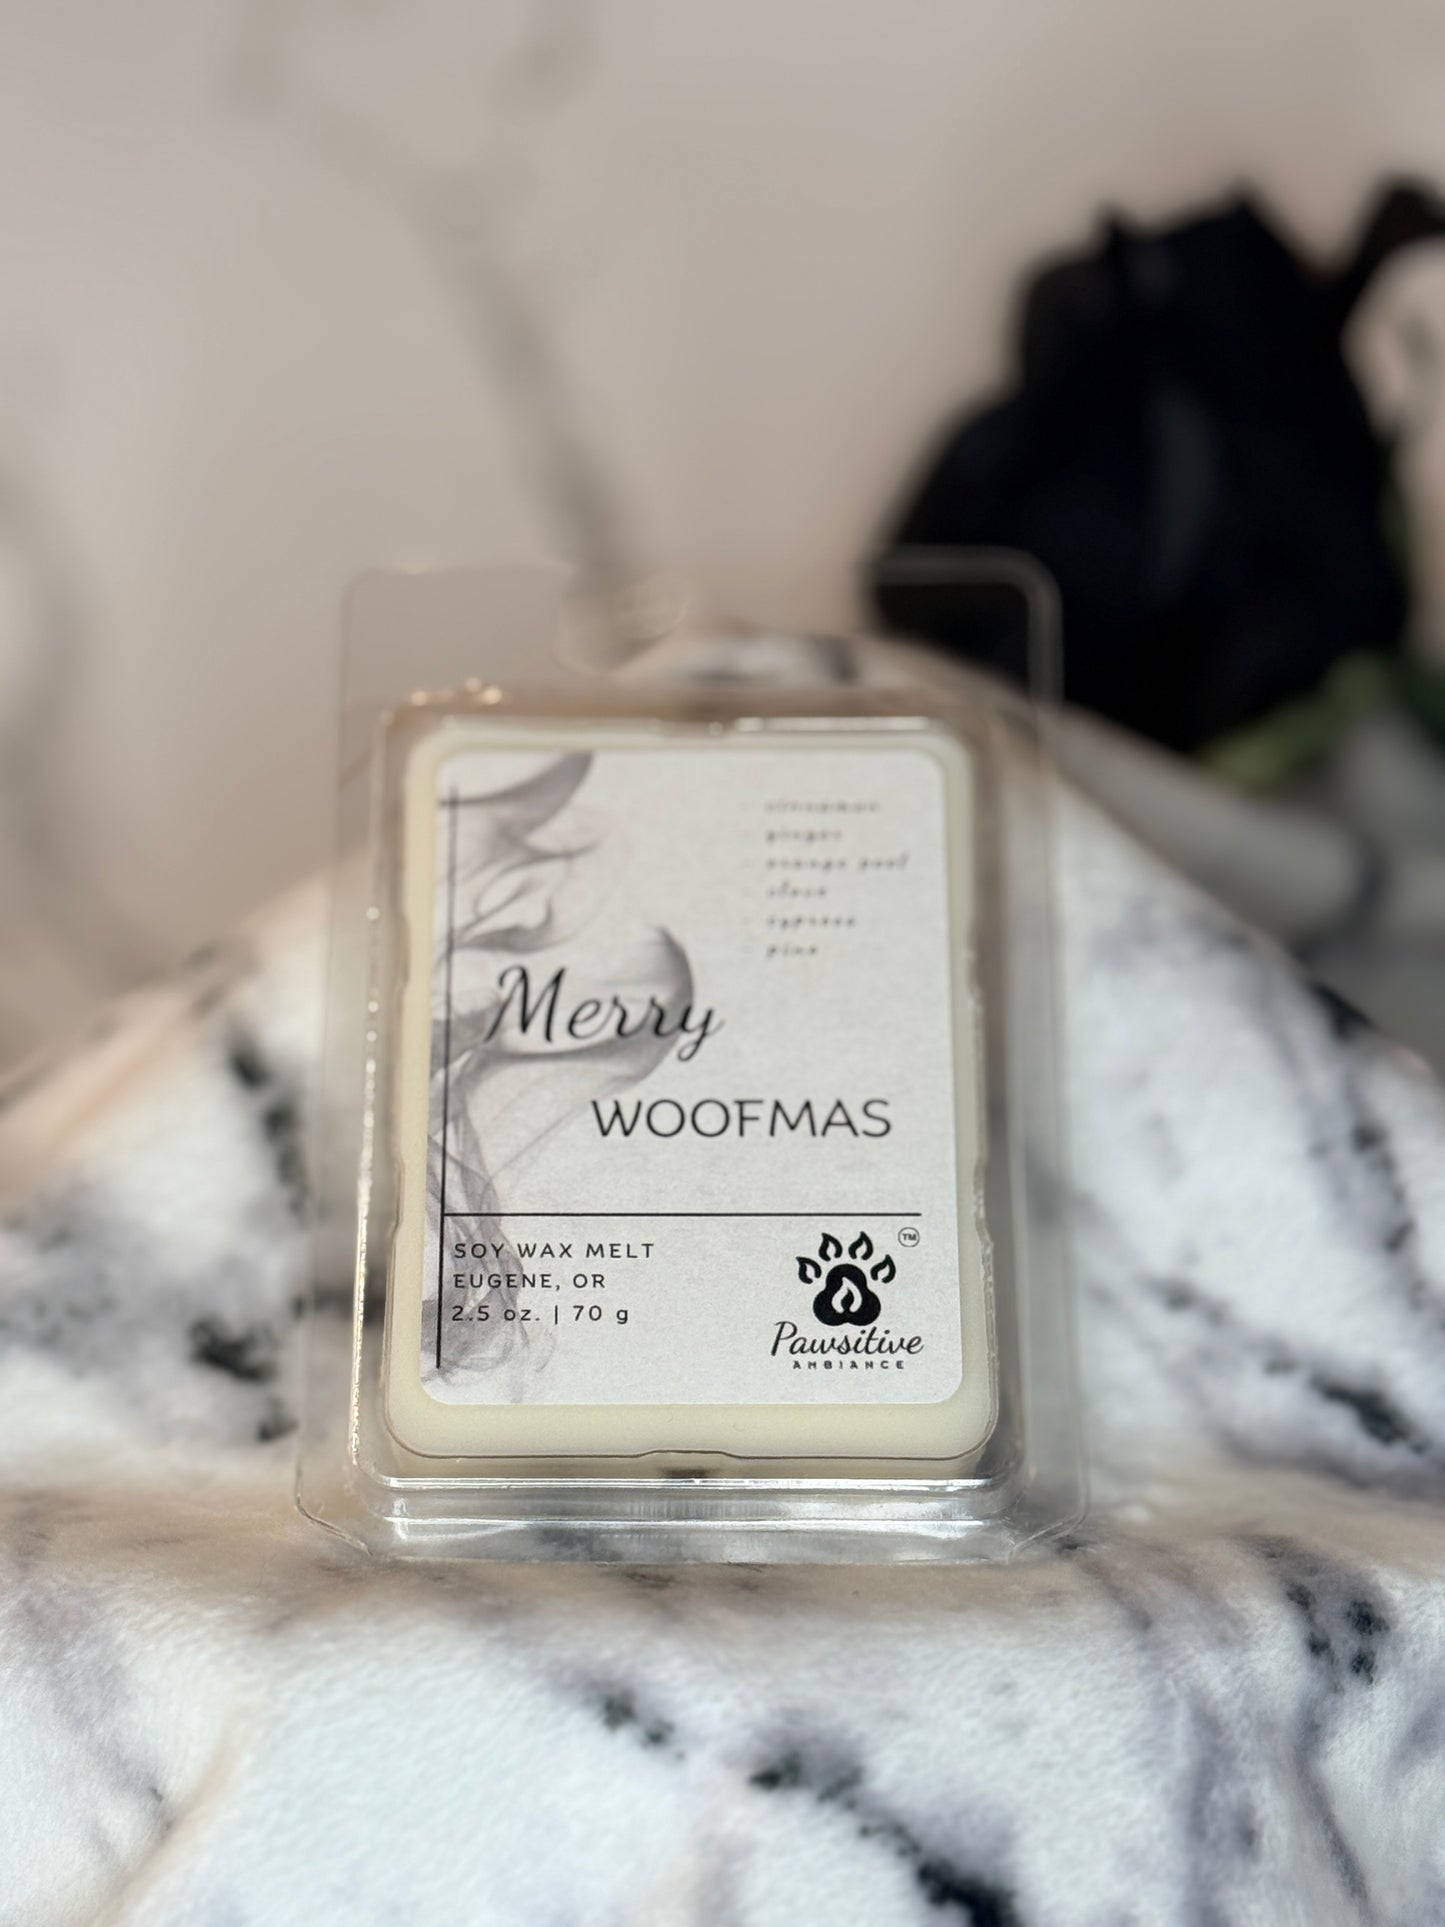 - cinnamon
- ginger
- orange peel
- clove
- cypress
- pine
Merry
WOOFMAS
SOY WAX MELT
EUGENE, OR
2.5 oz. | 70 g
TM
Pawsitive
AMBIANCE